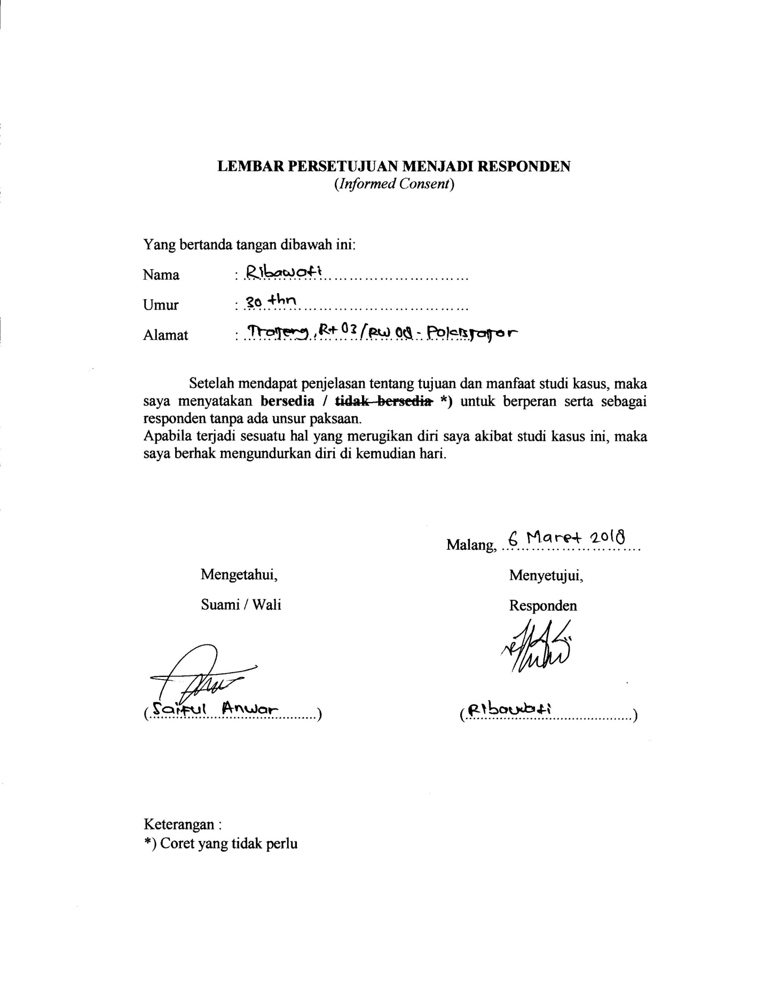 LEMBAR PERSETUJUAN MENJADI RESPONDEN
(Informed Consent)
Yang bertanda tangan dibawah ini:
Nama : Ribawati
Umur : 30 thn
Alamat : Trajeng, Rt 03/RW 08 -
Setelah mendapat penjelasan tentang tujuan dan manfaat studi kasus, maka
saya menyatakan bersedia / tidak bersedia *) untuk berperan serta sebagai
responden tanpa ada unsur paksaan.
Apabila terjadi sesuatu hal yang merugikan diri saya akibat studi kasus ini, maka
saya berhak mengundurkan diri di kemudian hari.
Malang, 6 Maret 2018
Mengetahui, Menyetujui,
Suami / Wali Responden
(Saiful Anwar) (Ribawati)
Keterangan :
*) Coret yang tidak perlu